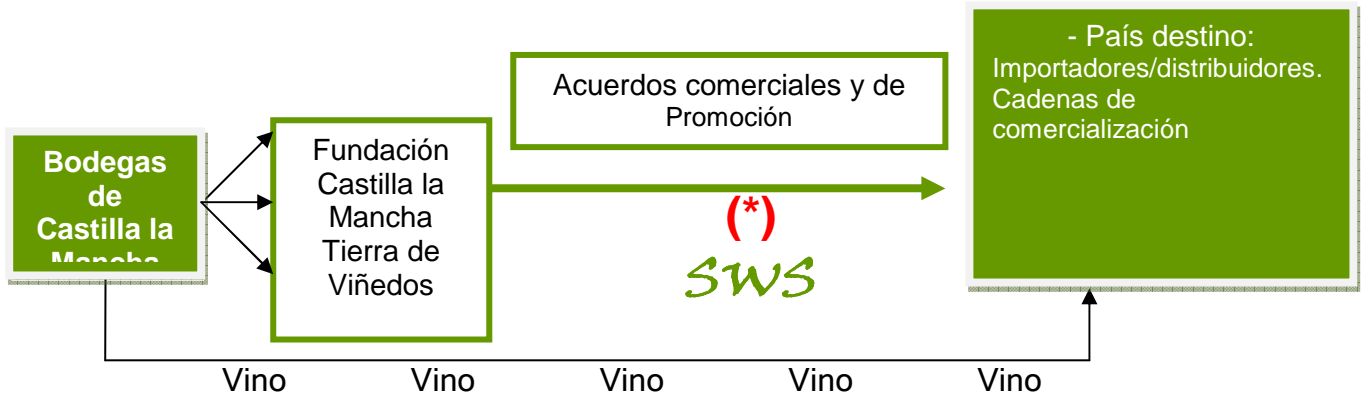 Bodegas
de
Castilla la
Mancha
Fundación
Castilla la
Mancha
Tierra de
Viñedos
Acuerdos comerciales y de
Promoción
(*)
SWS
- País destino:
Importadores/distribuidores.
Cadenas de
comercialización
Vino Vino Vino Vino Vino